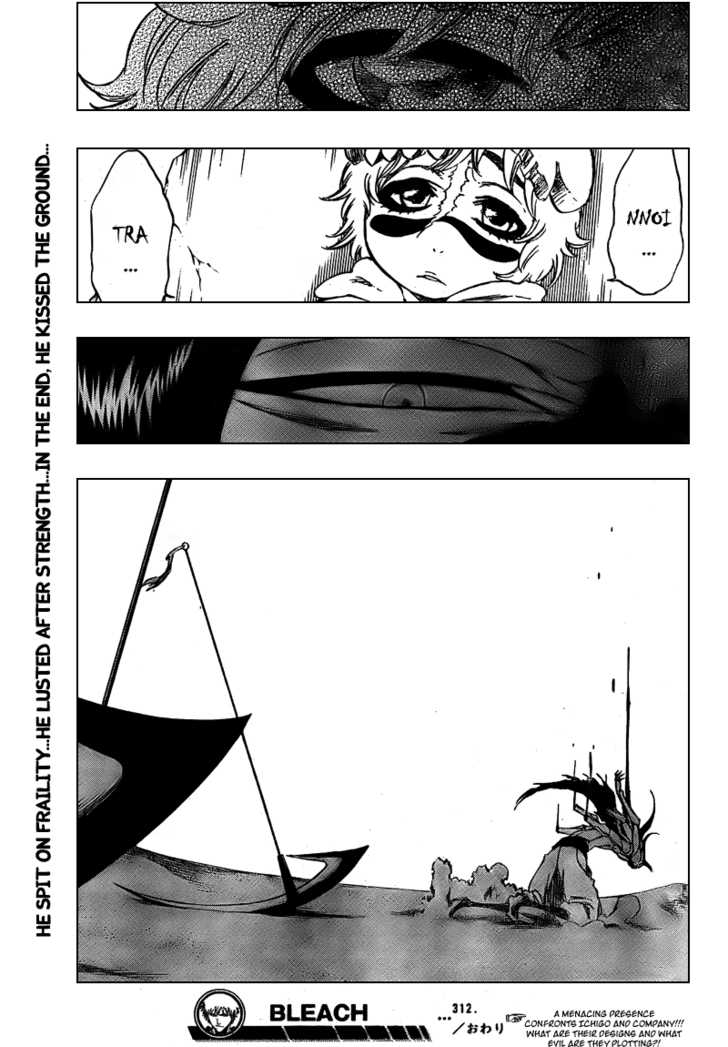 NNOI
...
TRA
...
HE SPIT ON FRAILITY...HE LUSTED AFTER STRENGTH...IN THE END, HE KISSED THE GROUND...
BLEACH
312.
...
／おわり
A MENACING PRESENCE
CONFRONTS ICHIGO AND COMPANY!!!
WHAT ARE THEIR DESIGNS AND WHAT
EVIL ARE THEY PLOTTING?!